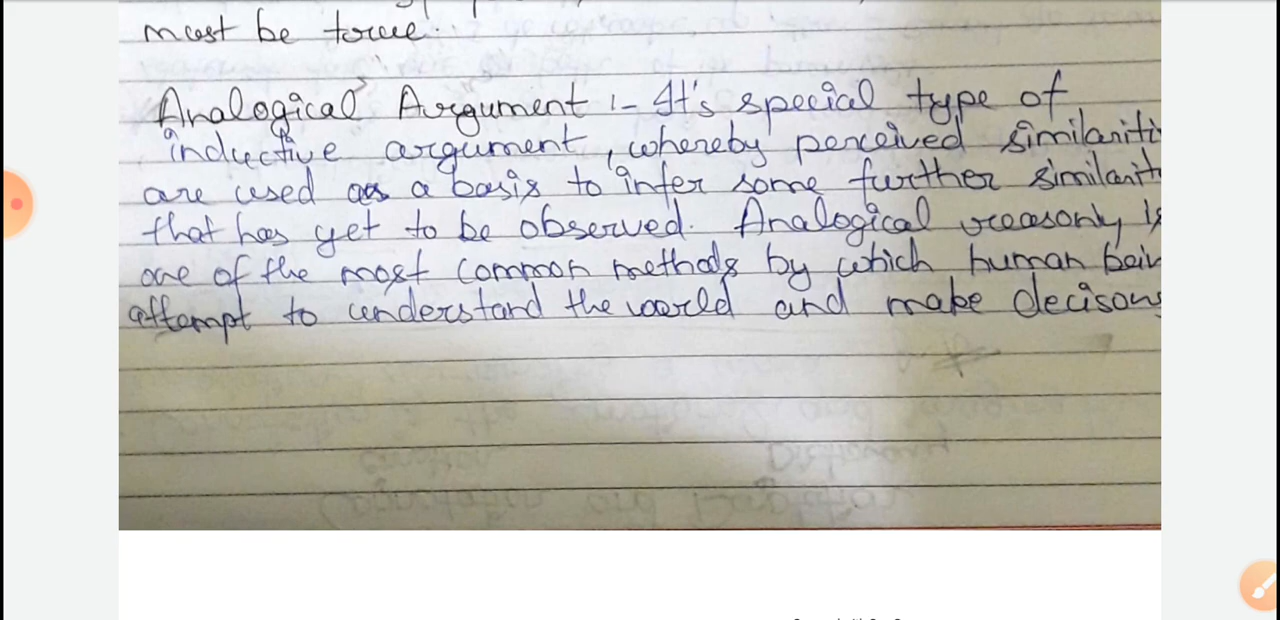 must be torue.
Analogical Argument :- It's special type of
inductive argument, whereby perceived similariti
are used as a basis to infer some further similarit
that has yet to be observed. Analogical reasonly is
one of the most common methods by which human bein
attempt to understand the world and make decisons